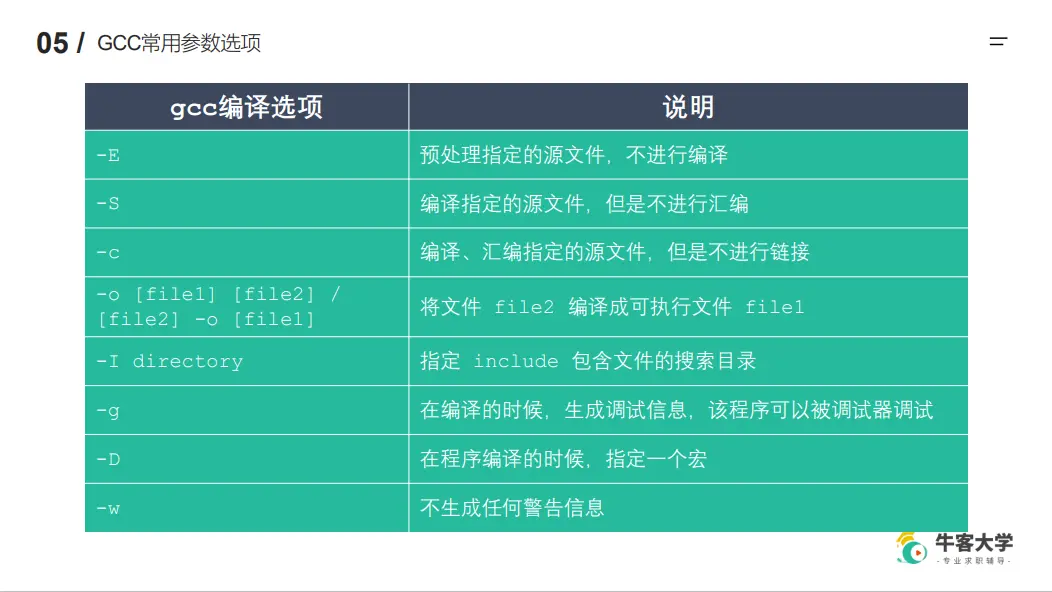 05 / GCC常用参数选项
gcc编译选项
说明
-E
预处理指定的源文件，不进行编译
-S
编译指定的源文件，但是不进行汇编
-c
编译、汇编指定的源文件，但是不进行链接
-o [file1] [file2] /
[file2] -o [file1]
将文件 file2 编译成可执行文件 file1
-I directory
指定 include 包含文件的搜索目录
-g
在编译的时候，生成调试信息，该程序可以被调试器调试
-D
在程序编译的时候，指定一个宏
-w
不生成任何警告信息
牛客大学
-专业求职辅导-